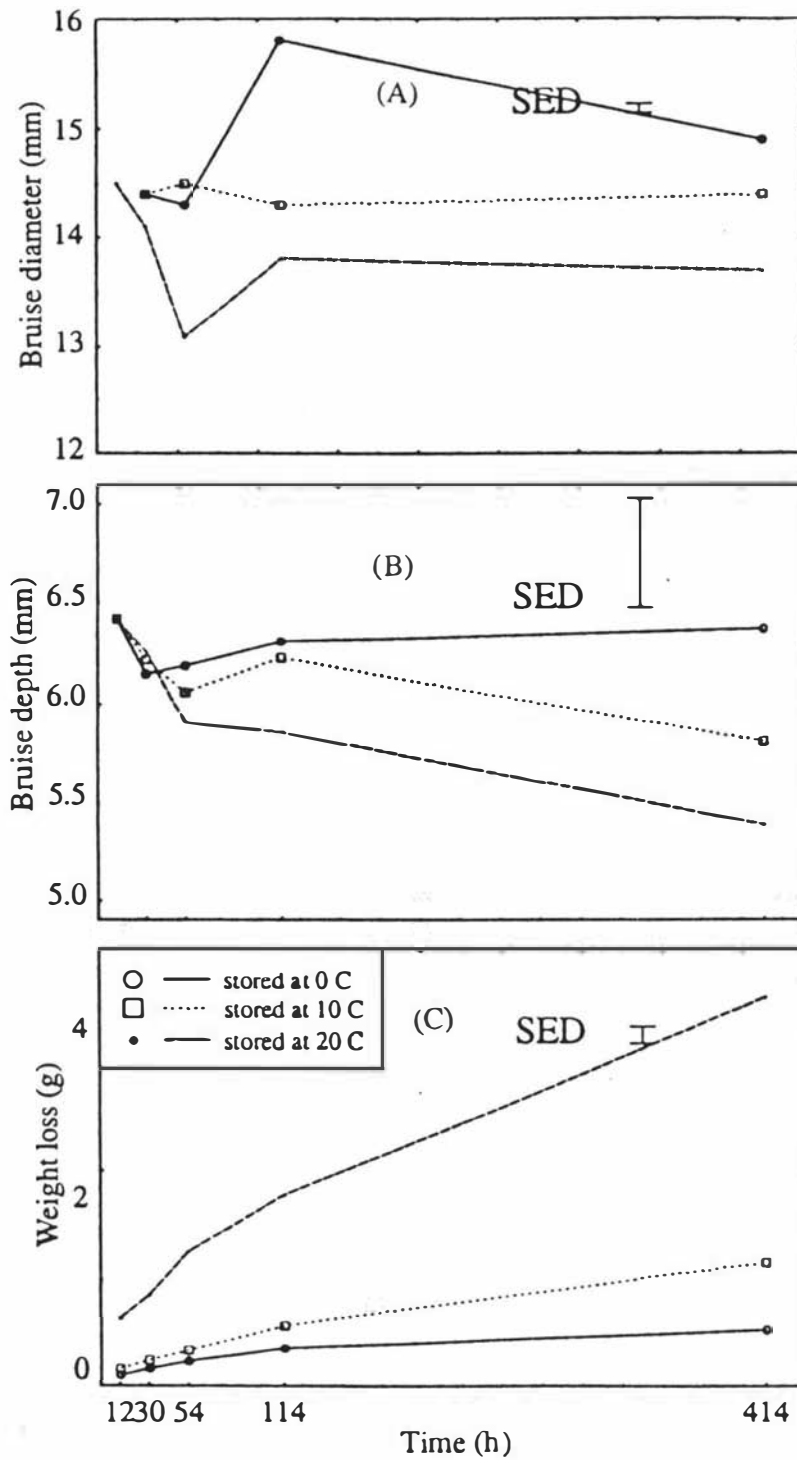 16
15
14
13
12
Bruise diameter (mm)
(A)
SED
7.0
6.5
6.0
5.5
5.0
Bruise depth (mm)
(B)
SED
stored at 0 C
stored at 10 C
stored at 20 C
(C)
SED
4
2
0
Weight loss (g)
12 30 54 114 414
Time (h)